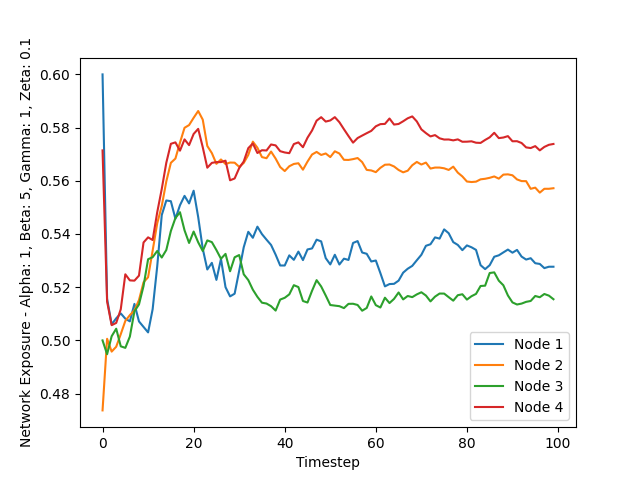 Network Exposure - Alpha: 1, Beta: 5, Gamma: 1, Zeta: 0.1
0.60
0.58
0.56
0.54
0.52
0.50
0.48
0
20
40
60
80
100
Timestep
Node 1
Node 2
Node 3
Node 4